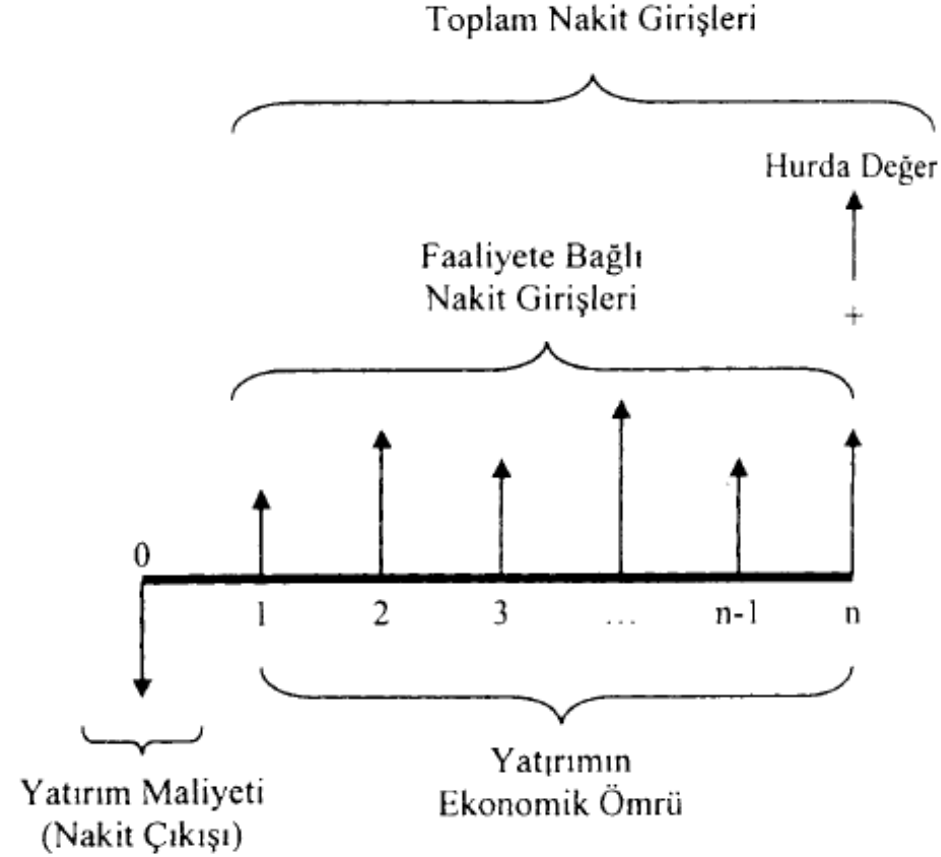 Toplam Nakit Girişleri
Hurda Değer
Faaliyete Bağlı
Nakit Girişleri
+
0
1 2 3 ... n-1 n
Yatırımın
Ekonomik Ömrü
Yatırım Maliyeti
(Nakit Çıkışı)